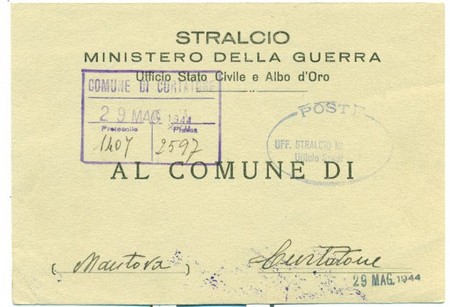 STRALCIO
MINISTERO DELLA GUERRA
Ufficio Stato Civile e Albo d'Oro
COMUNE DI CURTATONE
29 MAG. 1944
Protocollo
1407 2597
POSTE
UFF. STRALCIO
Ufficio
AL COMUNE DI
(Mantova) Curtatone
29 MAG. 1944